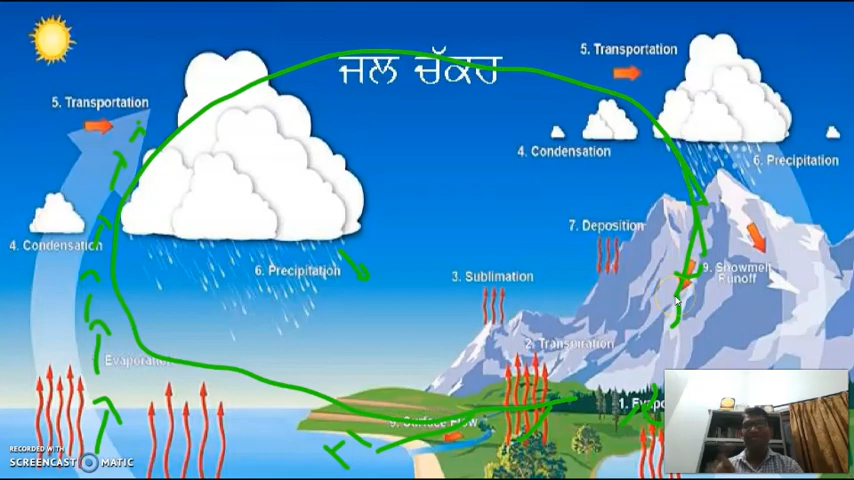 ਜਲ ਚੱਕਰ
5. Transportation
5. Transportation
4. Condensation
6. Precipitation
7. Deposition
4. Condensation
6. Precipitation
3. Sublimation
9. Snowmelt
Runoff
2. Transpiration
Evaporation
1.
9. Surface Flow
RECORDED WITH
SCREENCAST MATIC